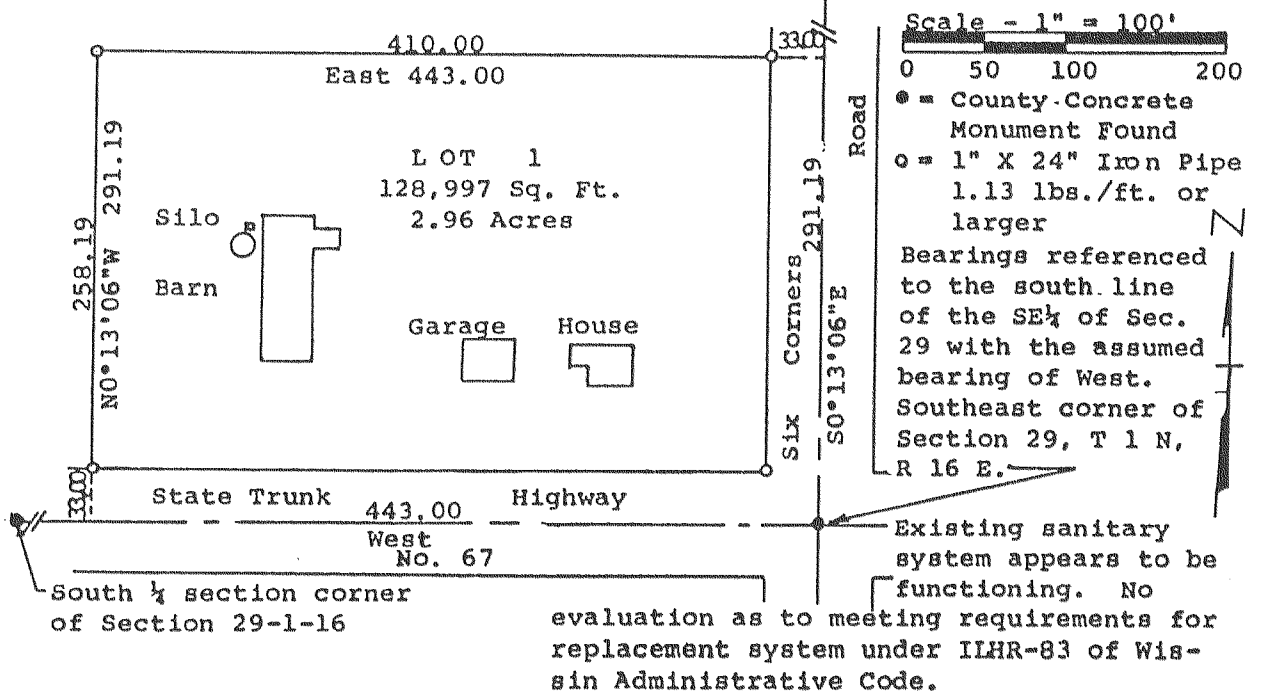 410.00
33.00
East 443.00
LOT 1
128,997 Sq. Ft.
2.96 Acres
258.19
N0°13'06"W 291.19
Silo
Barn
Garage House
Six Corners Road
291.19
S0°13'06"E
33.00
State Trunk Highway
443.00
West
No. 67
South ¼ section corner
of Section 29-1-16
Scale - 1" = 100'
0 50 100 200
● = County Concrete
Monument Found
o = 1" X 24" Iron Pipe
1.13 lbs./ft. or
larger
N
Bearings referenced
to the south line
of the SE¼ of Sec.
29 with the assumed
bearing of West.
Southeast corner of
Section 29, T 1 N,
R 16 E.
Existing sanitary
system appears to be
functioning. No
evaluation as to meeting requirements for
replacement system under ILHR-83 of Wis-
sin Administrative Code.